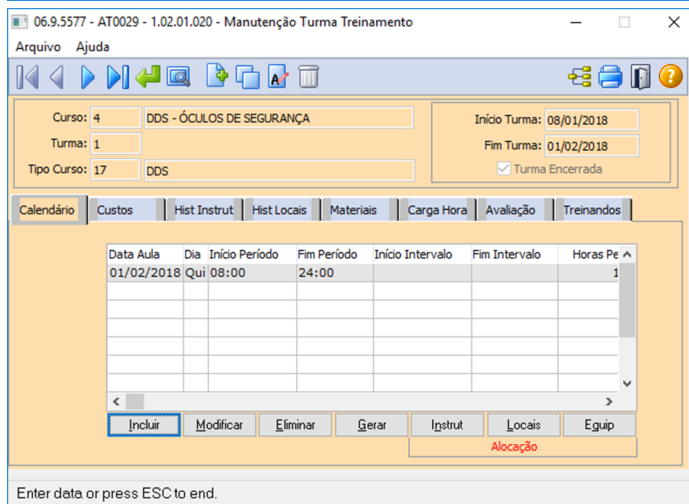 06.9.5577 - AT0029 - 1.02.01.020 - Manutenção Turma Treinamento
Arquivo Ajuda
Curso: 4 DDS - ÓCULOS DE SEGURANÇA
Início Turma: 08/01/2018
Turma: 1
Fim Turma: 01/02/2018
Tipo Curso: 17 DDS
Turma Encerrada
Calendário Custos Hist Instrut Hist Locais Materiais Carga Hora Avaliação Treinandos
Data Aula Dia Início Período Fim Período Início Intervalo Fim Intervalo Horas Pe
01/02/2018 Qui 08:00 24:00 1
Incluir Modificar Eliminar Gerar Instrut Locais Equip
Alocação
Enter data or press ESC to end.